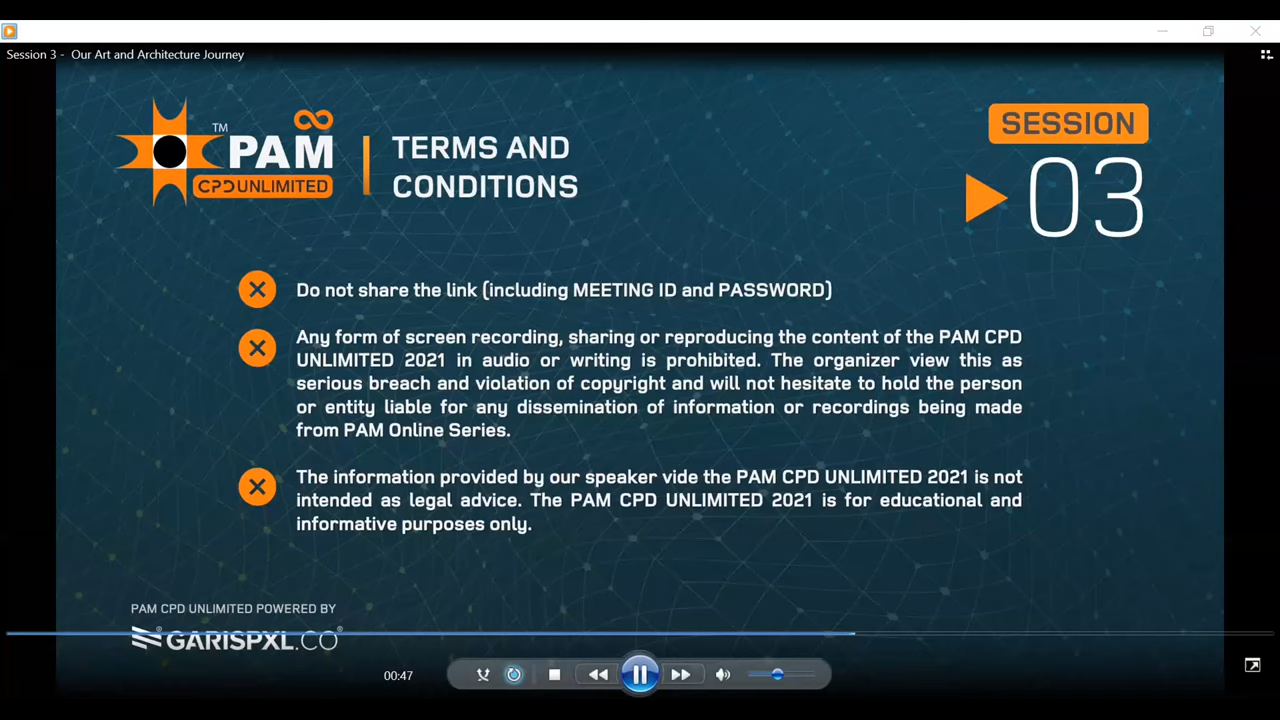 Session 3 - Our Art and Architecture Journey
TM
PAM
CPD UNLIMITED
TERMS AND
CONDITIONS
SESSION
03
Do not share the link (including MEETING ID and PASSWORD)
Any form of screen recording, sharing or reproducing the content of the PAM CPD
UNLIMITED 2021 in audio or writing is prohibited. The organizer view this as
serious breach and violation of copyright and will not hesitate to hold the person
or entity liable for any dissemination of information or recordings being made
from PAM Online Series.
The information provided by our speaker vide the PAM CPD UNLIMITED 2021 is not
intended as legal advice. The PAM CPD UNLIMITED 2021 is for educational and
informative purposes only.
PAM CPD UNLIMITED POWERED BY
GARISPXL.CO
00:47